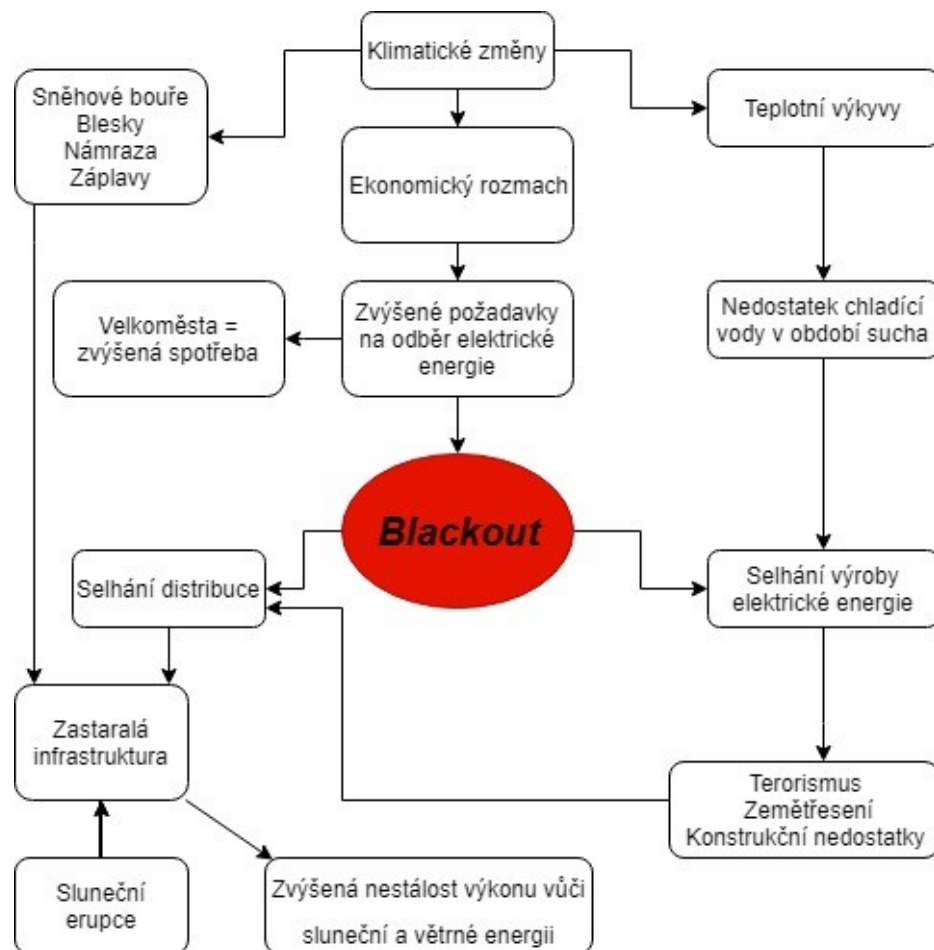 Klimatické změny
Sněhové bouře
Blesky
Námraza
Záplavy
Teplotní výkyvy
Ekonomický rozmach
Velkoměsta =
zvýšená spotřeba
Zvýšené požadavky
na odběr elektrické
energie
Nedostatek chladící
vody v období sucha
Blackout
Selhání distribuce
Selhání výroby
elektrické energie
Zastaralá
infrastruktura
Terorismus
Zemětřesení
Konstrukční nedostatky
Sluneční
erupce
Zvýšená nestálost výkonu vůči
sluneční a větrné energii